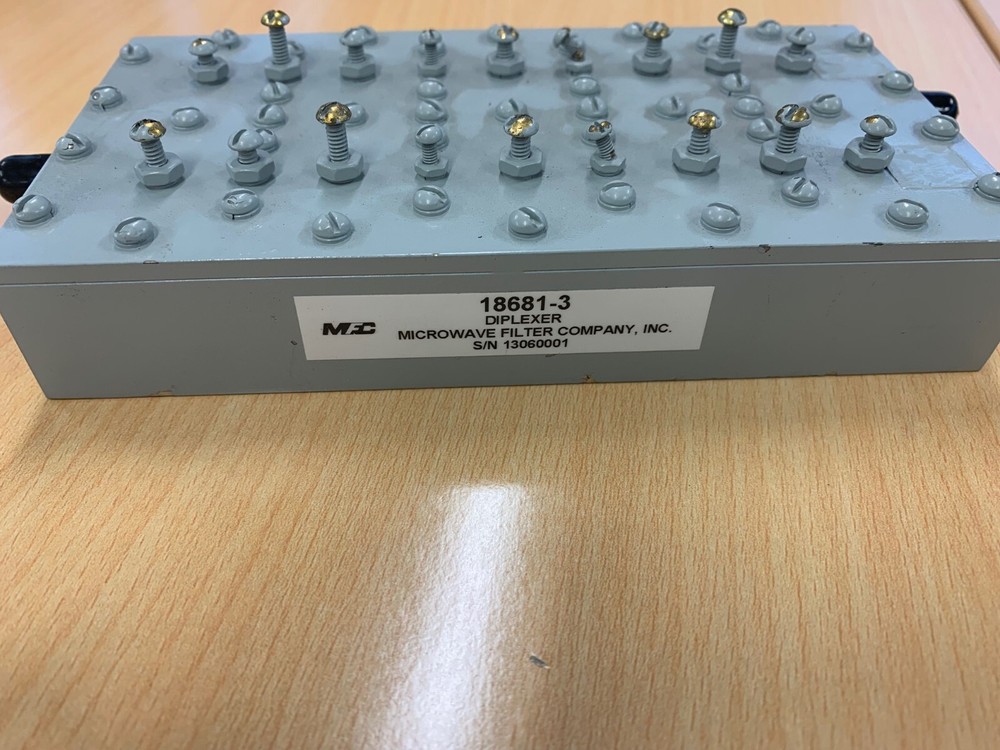 MFC
18681-3
DIPLEXER
MICROWAVE FILTER COMPANY, INC.
S/N 13060001